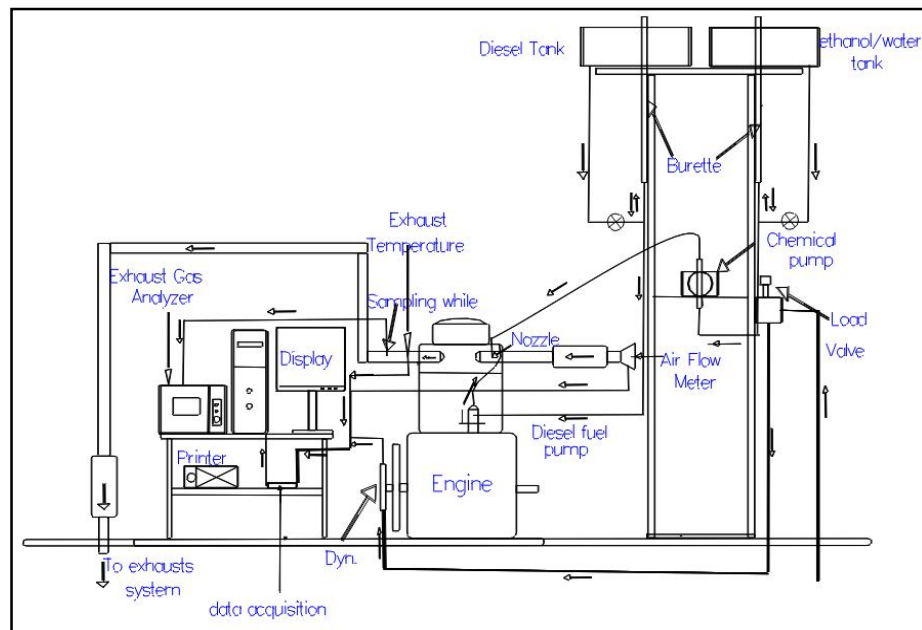 Diesel Tank
ethanol/water
tank
Burette
Exhaust
Temperature
Chemical
pump
Exhaust Gas
Analyzer
Sampling while
Load
Valve
Nozzle
Display
Air Flow
Meter
Diesel fuel
pump
Printer
Engine
Dyn.
To exhausts
system
data acquisition